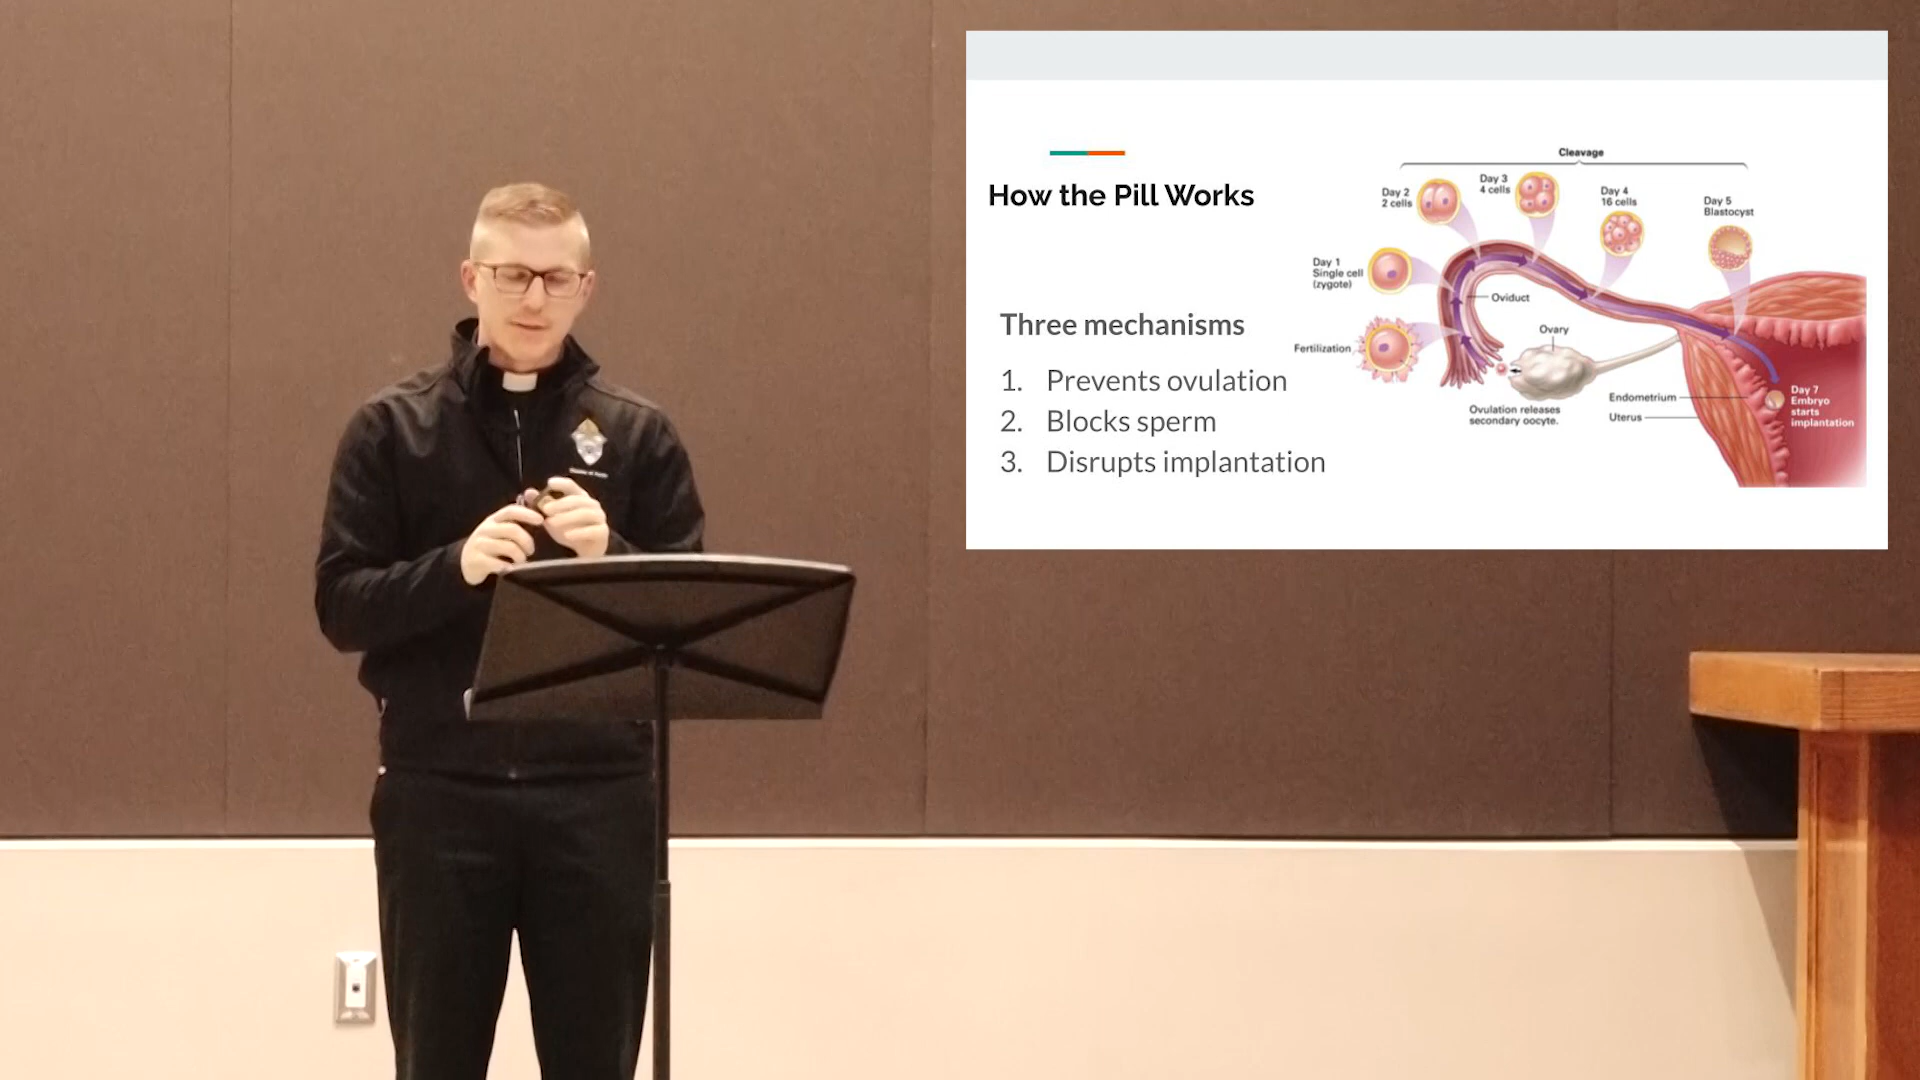 How the Pill Works
Three mechanisms
1. Prevents ovulation
2. Blocks sperm
3. Disrupts implantation
Cleavage
Day 2
2 cells
Day 3
4 cells
Day 4
16 cells
Day 5
Blastocyst
Day 1
Single cell
(zygote)
Oviduct
Ovary
Fertilization
Ovulation releases
secondary oocyte.
Endometrium
Uterus
Day 7
Embryo
starts
implantation